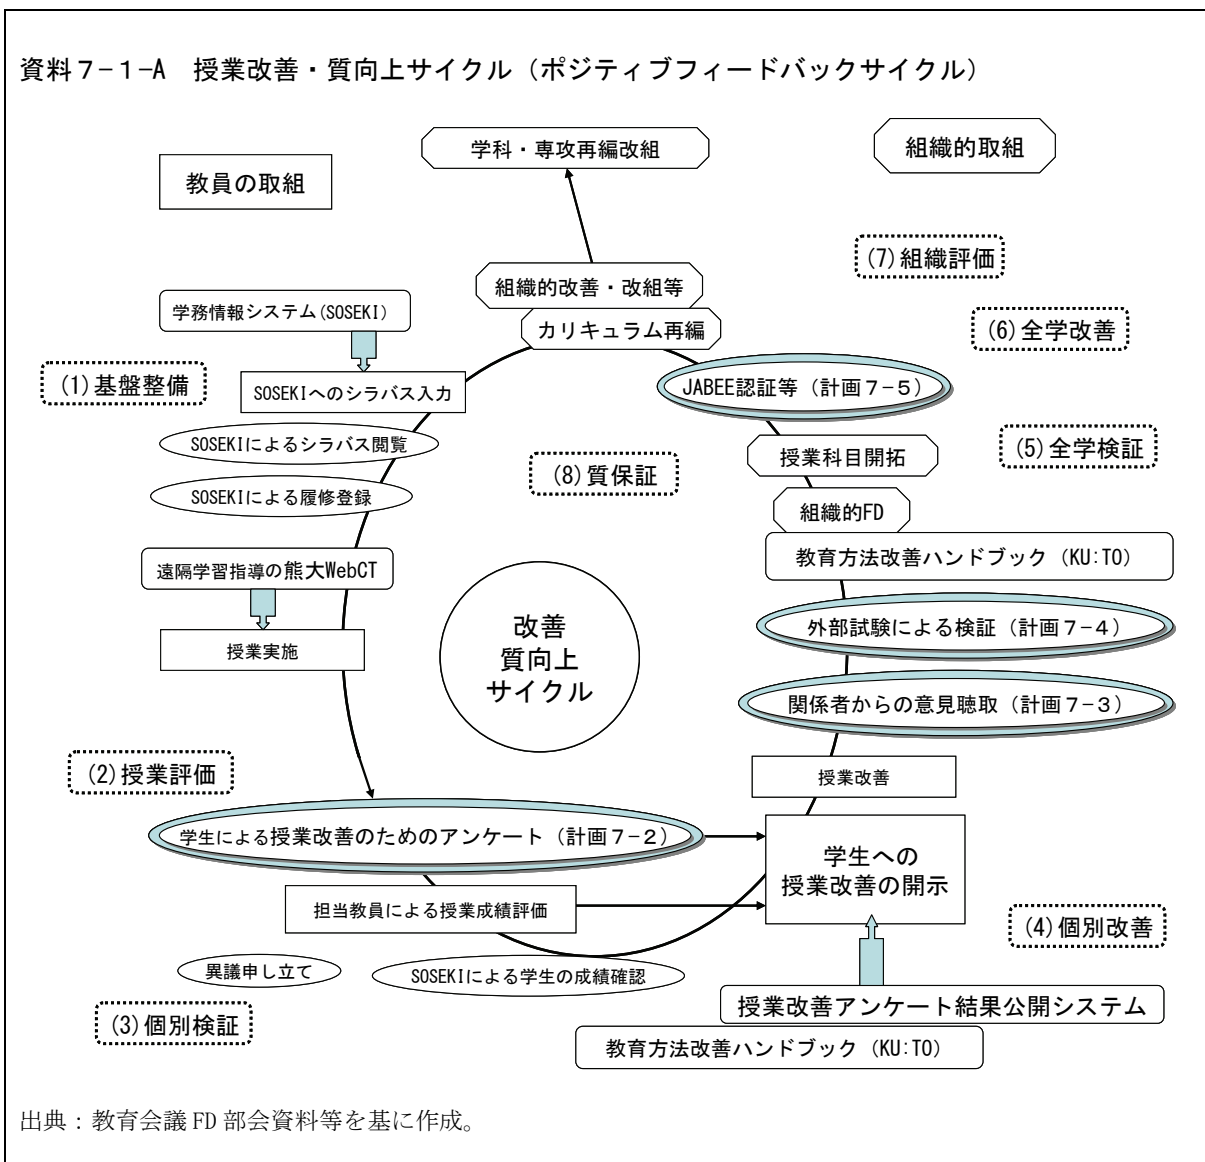 資料７−１−A　授業改善・質向上サイクル（ポジティブフィードバックサイクル）
学科・専攻再編改組
組織的取組
教員の取組
(7)組織評価
組織的改善・改組等
学務情報システム(SOSEKI)
カリキュラム再編
(6)全学改善
(1)基盤整備
SOSEKIへのシラバス入力
JABEE認証等（計画７−５）
SOSEKIによるシラバス閲覧
(5)全学検証
授業科目開拓
(8)質保証
SOSEKIによる履修登録
組織的FD
教育方法改善ハンドブック（KU:TO）
遠隔学習指導の熊大WebCT
外部試験による検証（計画７−４）
改善
質向上
サイクル
授業実施
関係者からの意見聴取（計画７−３）
(2)授業評価
授業改善
学生による授業改善のためのアンケート（計画７−２）
学生への
授業改善の開示
担当教員による授業成績評価
(4)個別改善
異議申し立て
SOSEKIによる学生の成績確認
授業改善アンケート結果公開システム
(3)個別検証
教育方法改善ハンドブック（KU:TO）
出典：教育会議 FD 部会資料等を基に作成。